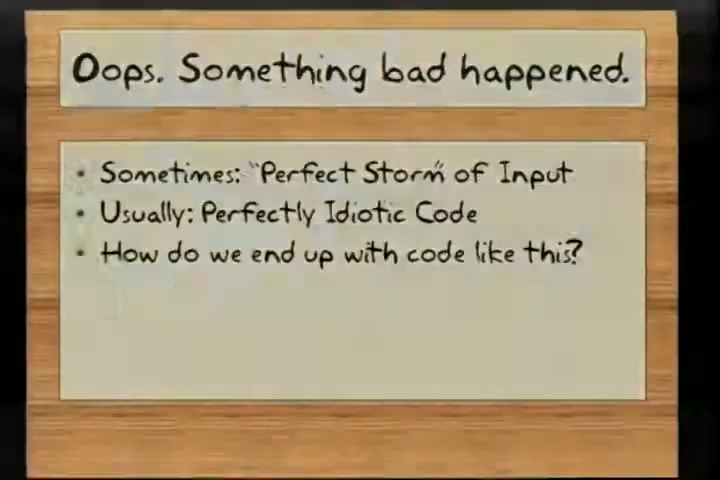 Oops. Something bad happened.
• Sometimes: "Perfect Storm" of Input
• Usually: Perfectly Idiotic Code
• How do we end up with code like this?